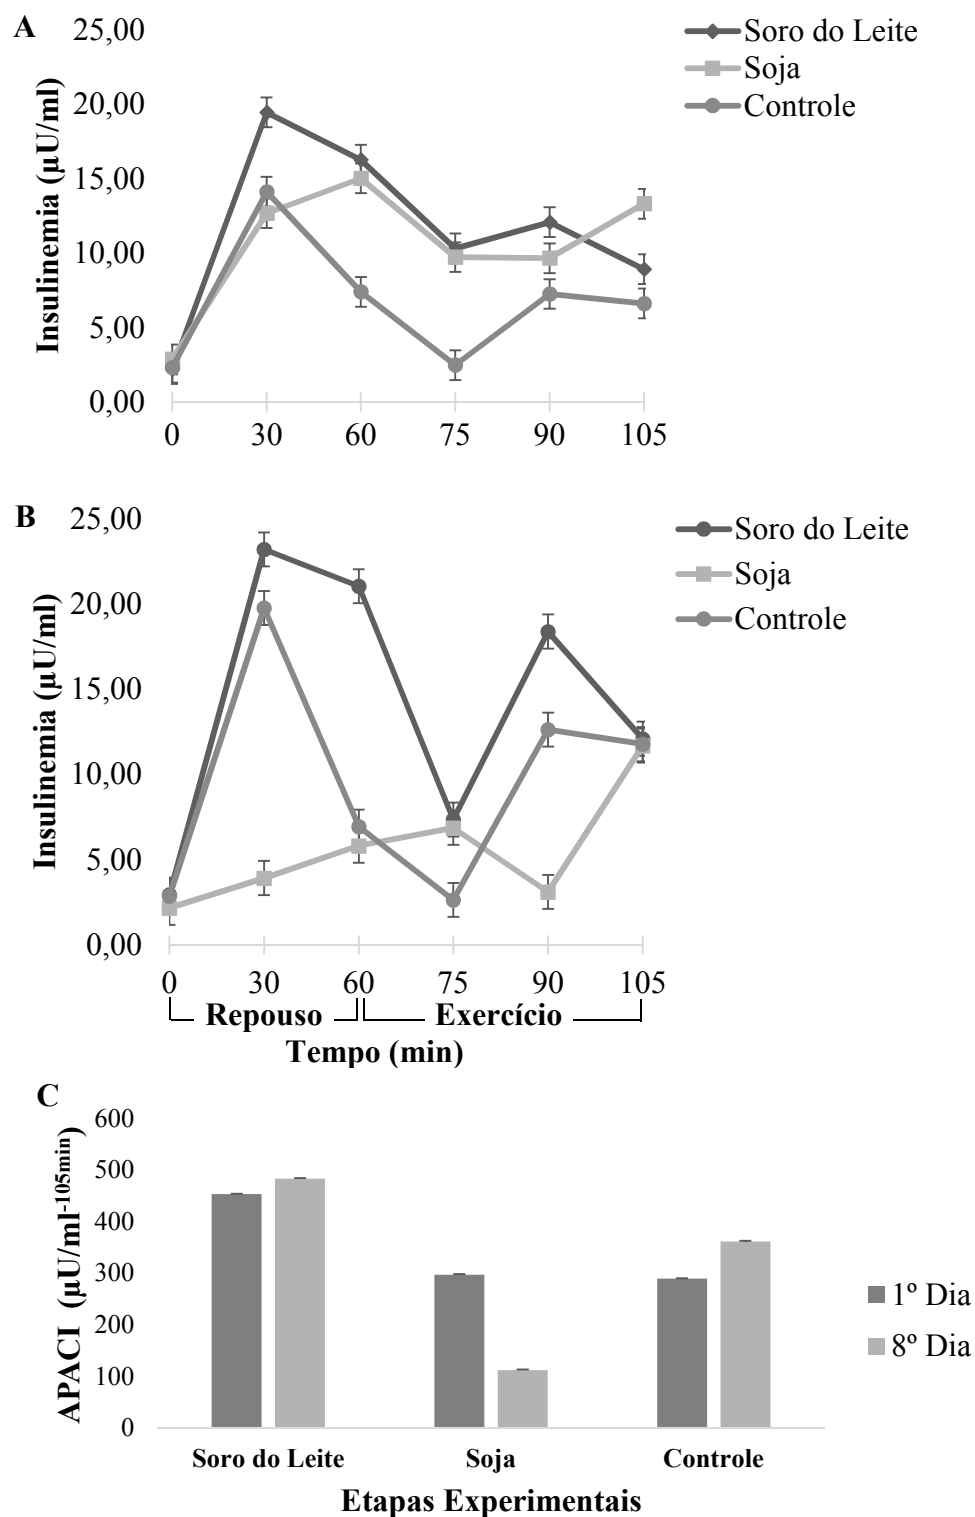 A
25,00
20,00
15,00
10,00
5,00
0,00
Insulinemia (µU/ml)
0 30 60 75 90 105
Soro do Leite
Soja
Controle
B
25,00
20,00
15,00
10,00
5,00
0,00
Insulinemia (µU/ml)
0 30 60 75 90 105
Repouso Exercício
Tempo (min)
Soro do Leite
Soja
Controle
C
600
500
400
300
200
100
0
APACI (µU/ml-105min)
Soro do Leite Soja Controle
Etapas Experimentais
1º Dia
8º Dia